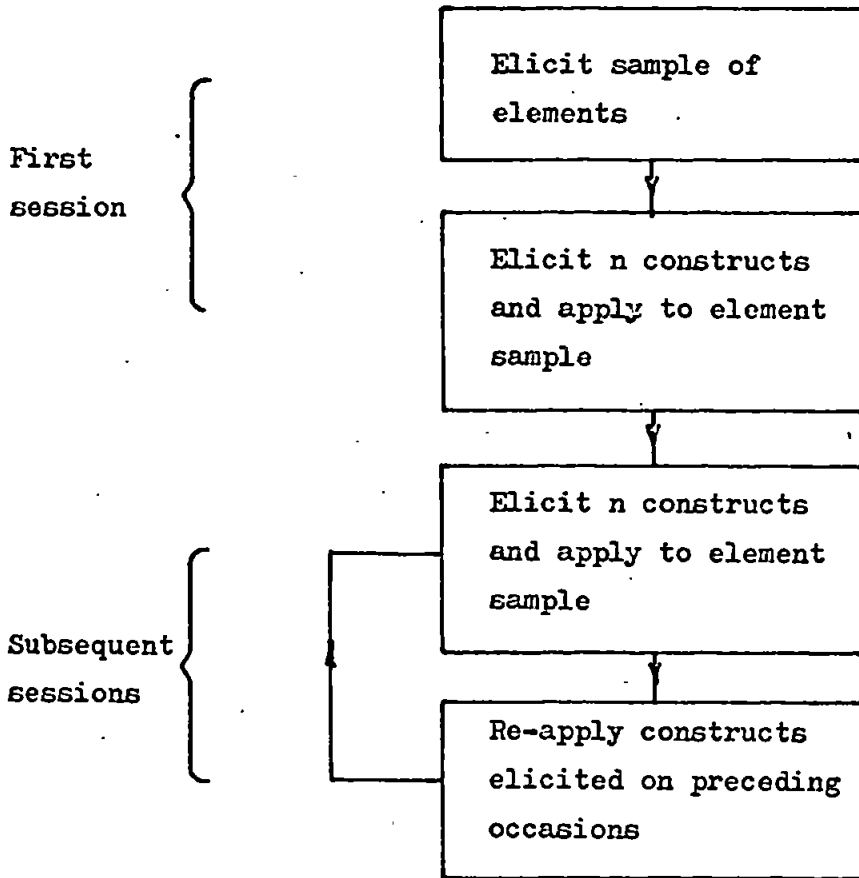 Elicit sample of
elements
First
session
Elicit n constructs
and apply to element
sample
Elicit n constructs
and apply to element
sample
Subsequent
sessions
Re-apply constructs
elicited on preceding
occasions